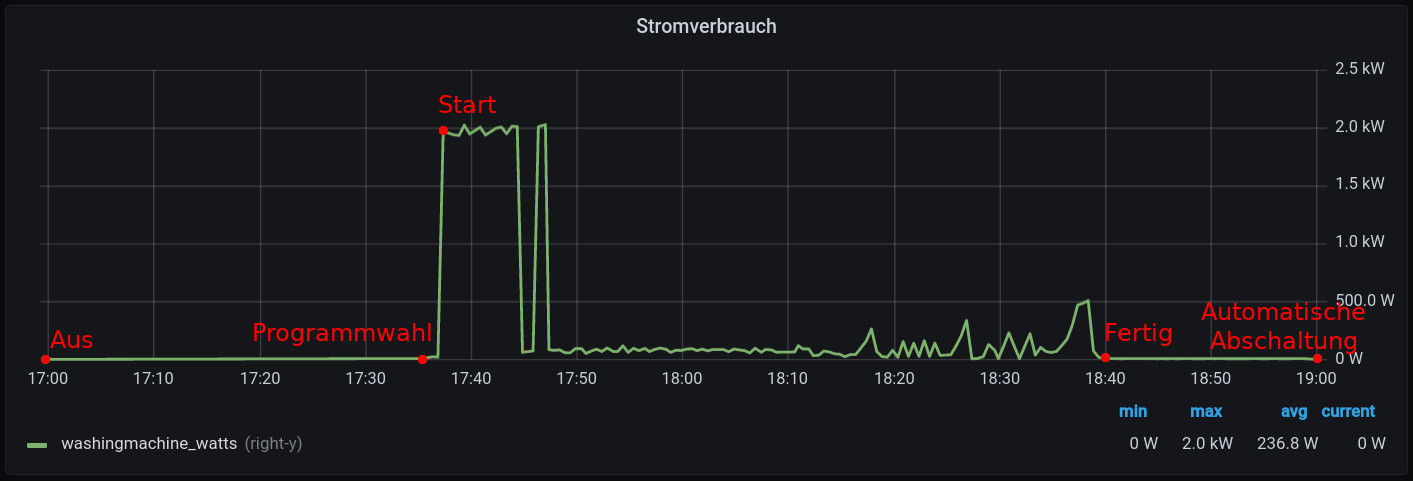 Stromverbrauch
2.5 kW
Start
2.0 kW
1.5 kW
1.0 kW
500.0 W
Aus
Programmwahl
Fertig
Automatische
Abschaltung
0 W
17:00 17:10 17:20 17:30 17:40 17:50 18:00 18:10 18:20 18:30 18:40 18:50 19:00
min max avg current
washingmachine_watts (right-y) 0 W 2.0 kW 236.8 W 0 W